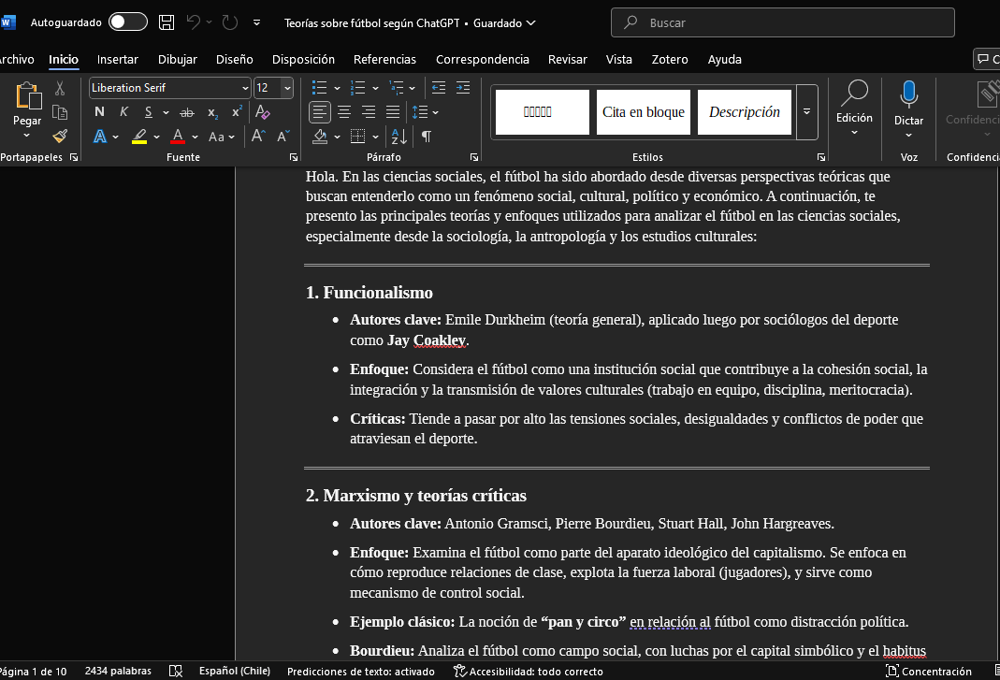 Autoguardado
Teorías sobre fútbol según ChatGPT • Guardado
Buscar
rchivo Inicio Insertar Dibujar Diseño Disposición Referencias Correspondencia Revisar Vista Zotero Ayuda
Liberation Serif 12
Pegar
N K S ab x₂ x² A
A A Aa A A
Cita en bloque Descripción
Edición Dictar Confidenci
Portapapeles Fuente Párrafo Estilos Voz Confidenci
Hola. En las ciencias sociales, el fútbol ha sido abordado desde diversas perspectivas teóricas que
buscan entenderlo como un fenómeno social, cultural, político y económico. A continuación, te
presento las principales teorías y enfoques utilizados para analizar el fútbol en las ciencias sociales,
especialmente desde la sociología, la antropología y los estudios culturales:
1. Funcionalismo
• Autores clave: Emile Durkheim (teoría general), aplicado luego por sociólogos del deporte
como Jay Coakley.
• Enfoque: Considera el fútbol como una institución social que contribuye a la cohesión social, la
integración y la transmisión de valores culturales (trabajo en equipo, disciplina, meritocracia).
• Críticas: Tiende a pasar por alto las tensiones sociales, desigualdades y conflictos de poder que
atraviesan el deporte.
2. Marxismo y teorías críticas
• Autores clave: Antonio Gramsci, Pierre Bourdieu, Stuart Hall, John Hargreaves.
• Enfoque: Examina el fútbol como parte del aparato ideológico del capitalismo. Se enfoca en
cómo reproduce relaciones de clase, explota la fuerza laboral (jugadores), y sirve como
mecanismo de control social.
• Ejemplo clásico: La noción de “pan y circo” en relación al fútbol como distracción política.
• Bourdieu: Analiza el fútbol como campo social, con luchas por el capital simbólico y el habitus
Página 1 de 10 2434 palabras Español (Chile) Predicciones de texto: activado Accesibilidad: todo correcto Concentración